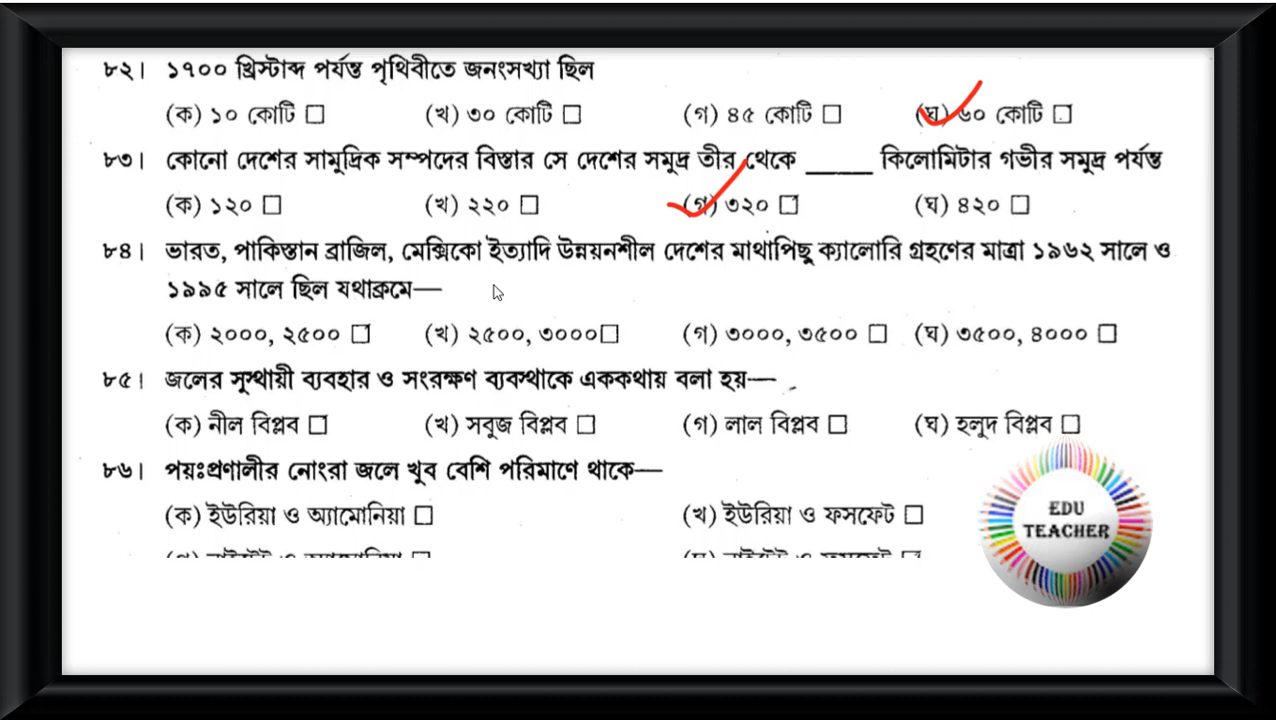 ৮২। ১৭০০ খ্রিস্টাব্দ পর্যন্ত পৃথিবীতে জনংসখ্যা ছিল
(ক) ১০ কোটি □ (খ) ৩০ কোটি □ (গ) ৪৫ কোটি □ (ঘ) ৬০ কোটি □
৮৩। কোনো দেশের সামুদ্রিক সম্পদের বিস্তার সে দেশের সমুদ্র তীর থেকে _____ কিলোমিটার গভীর সমুদ্র পর্যন্ত
(ক) ১২০ □ (খ) ২২০ □ (গ) ৩২০ □ (ঘ) ৪২০ □
৮৪। ভারত, পাকিস্তান ব্রাজিল, মেক্সিকো ইত্যাদি উন্নয়নশীল দেশের মাথাপিছু ক্যালোরি গ্রহণের মাত্রা ১৯৬২ সালে ও
১৯৯৫ সালে ছিল যথাক্রমে—
(ক) ২০০০, ২৫০০ □ (খ) ২৫০০, ৩০০০□ (গ) ৩০০০, ৩৫০০ □ (ঘ) ৩৫০০, ৪০০০ □
৮৫। জলের সুস্থায়ী ব্যবহার ও সংরক্ষণ ব্যবস্থাকে এককথায় বলা হয়—
(ক) নীল বিপ্লব □ (খ) সবুজ বিপ্লব □ (গ) লাল বিপ্লব □ (ঘ) হলুদ বিপ্লব □
৮৬। পয়ঃপ্রণালীর নোংরা জলে খুব বেশি পরিমাণে থাকে—
(ক) ইউরিয়া ও অ্যামোনিয়া □ (খ) ইউরিয়া ও ফসফেট □
EDU
TEACHER